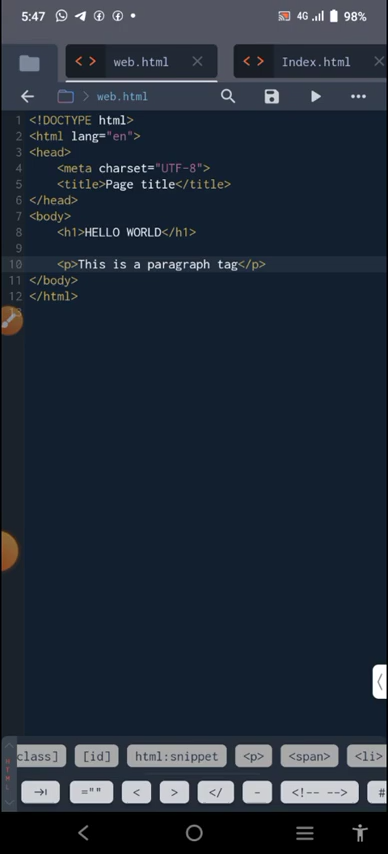 5:47 4G 98%
web.html Index.html
web.html
1 <!DOCTYPE html>
2 <html lang="en">
3 <head>
4 <meta charset="UTF-8">
5 <title>Page title</title>
6 </head>
7 <body>
8 <h1>HELLO WORLD</h1>
9
10 <p>This is a paragraph tag</p>
11 </body>
12 </html>
class] [id] html:snippet <p> <span> <li>
="" < > </ - <!-- --> #